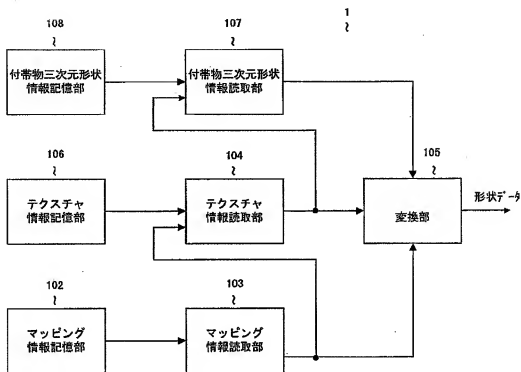 1
108
107
付帯物三次元形状
情報記憶部
付帯物三次元形状
情報読取部
106
104
105
テクスチャ
情報記憶部
テクスチャ
情報読取部
変換部
形状データ
102
103
マッピング
情報記憶部
マッピング
情報読取部